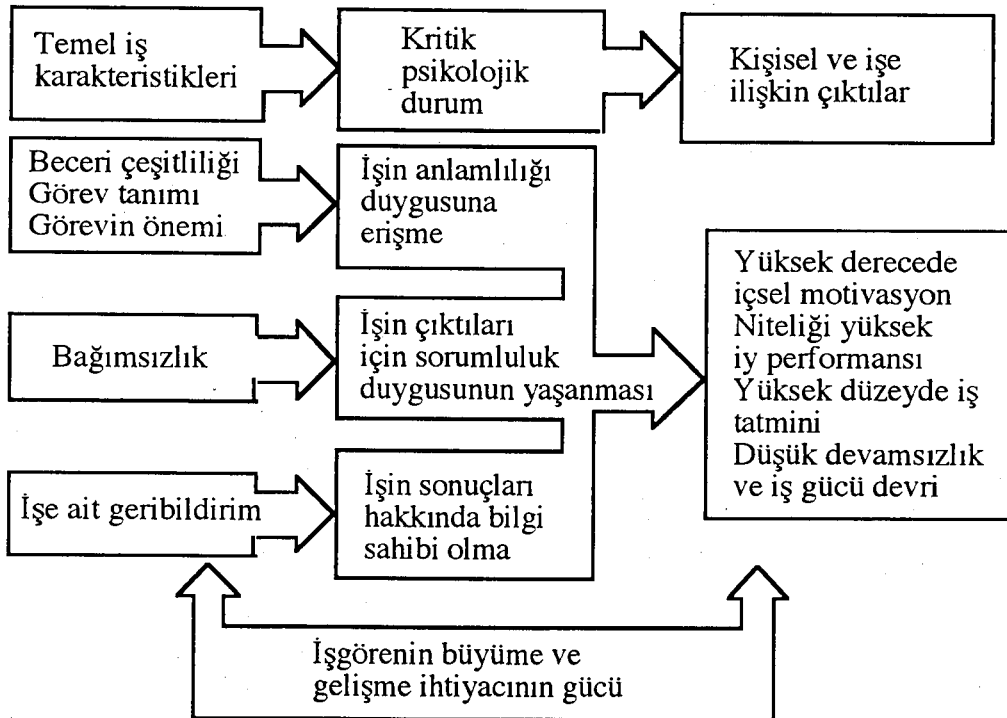 Temel iş
karakteristikleri
Kritik
psikolojik
durum
Kişisel ve işe
ilişkin çıktılar
Beceri çeşitliliği
Görev tanımı
Görevin önemi
İşin anlamlılığı
duygusuna
erişme
Bağımsızlık
İşin çıktıları
için sorumluluk
duygusunun yaşanması
İşe ait geribildirim
İşin sonuçları
hakkında bilgi
sahibi olma
Yüksek derecede
içsel motivasyon
Niteliği yüksek
iy performansı
Yüksek düzeyde iş
tatmini
Düşük devamsızlık
ve iş gücü devri
İşgörenin büyüme ve
gelişme ihtiyacının gücü